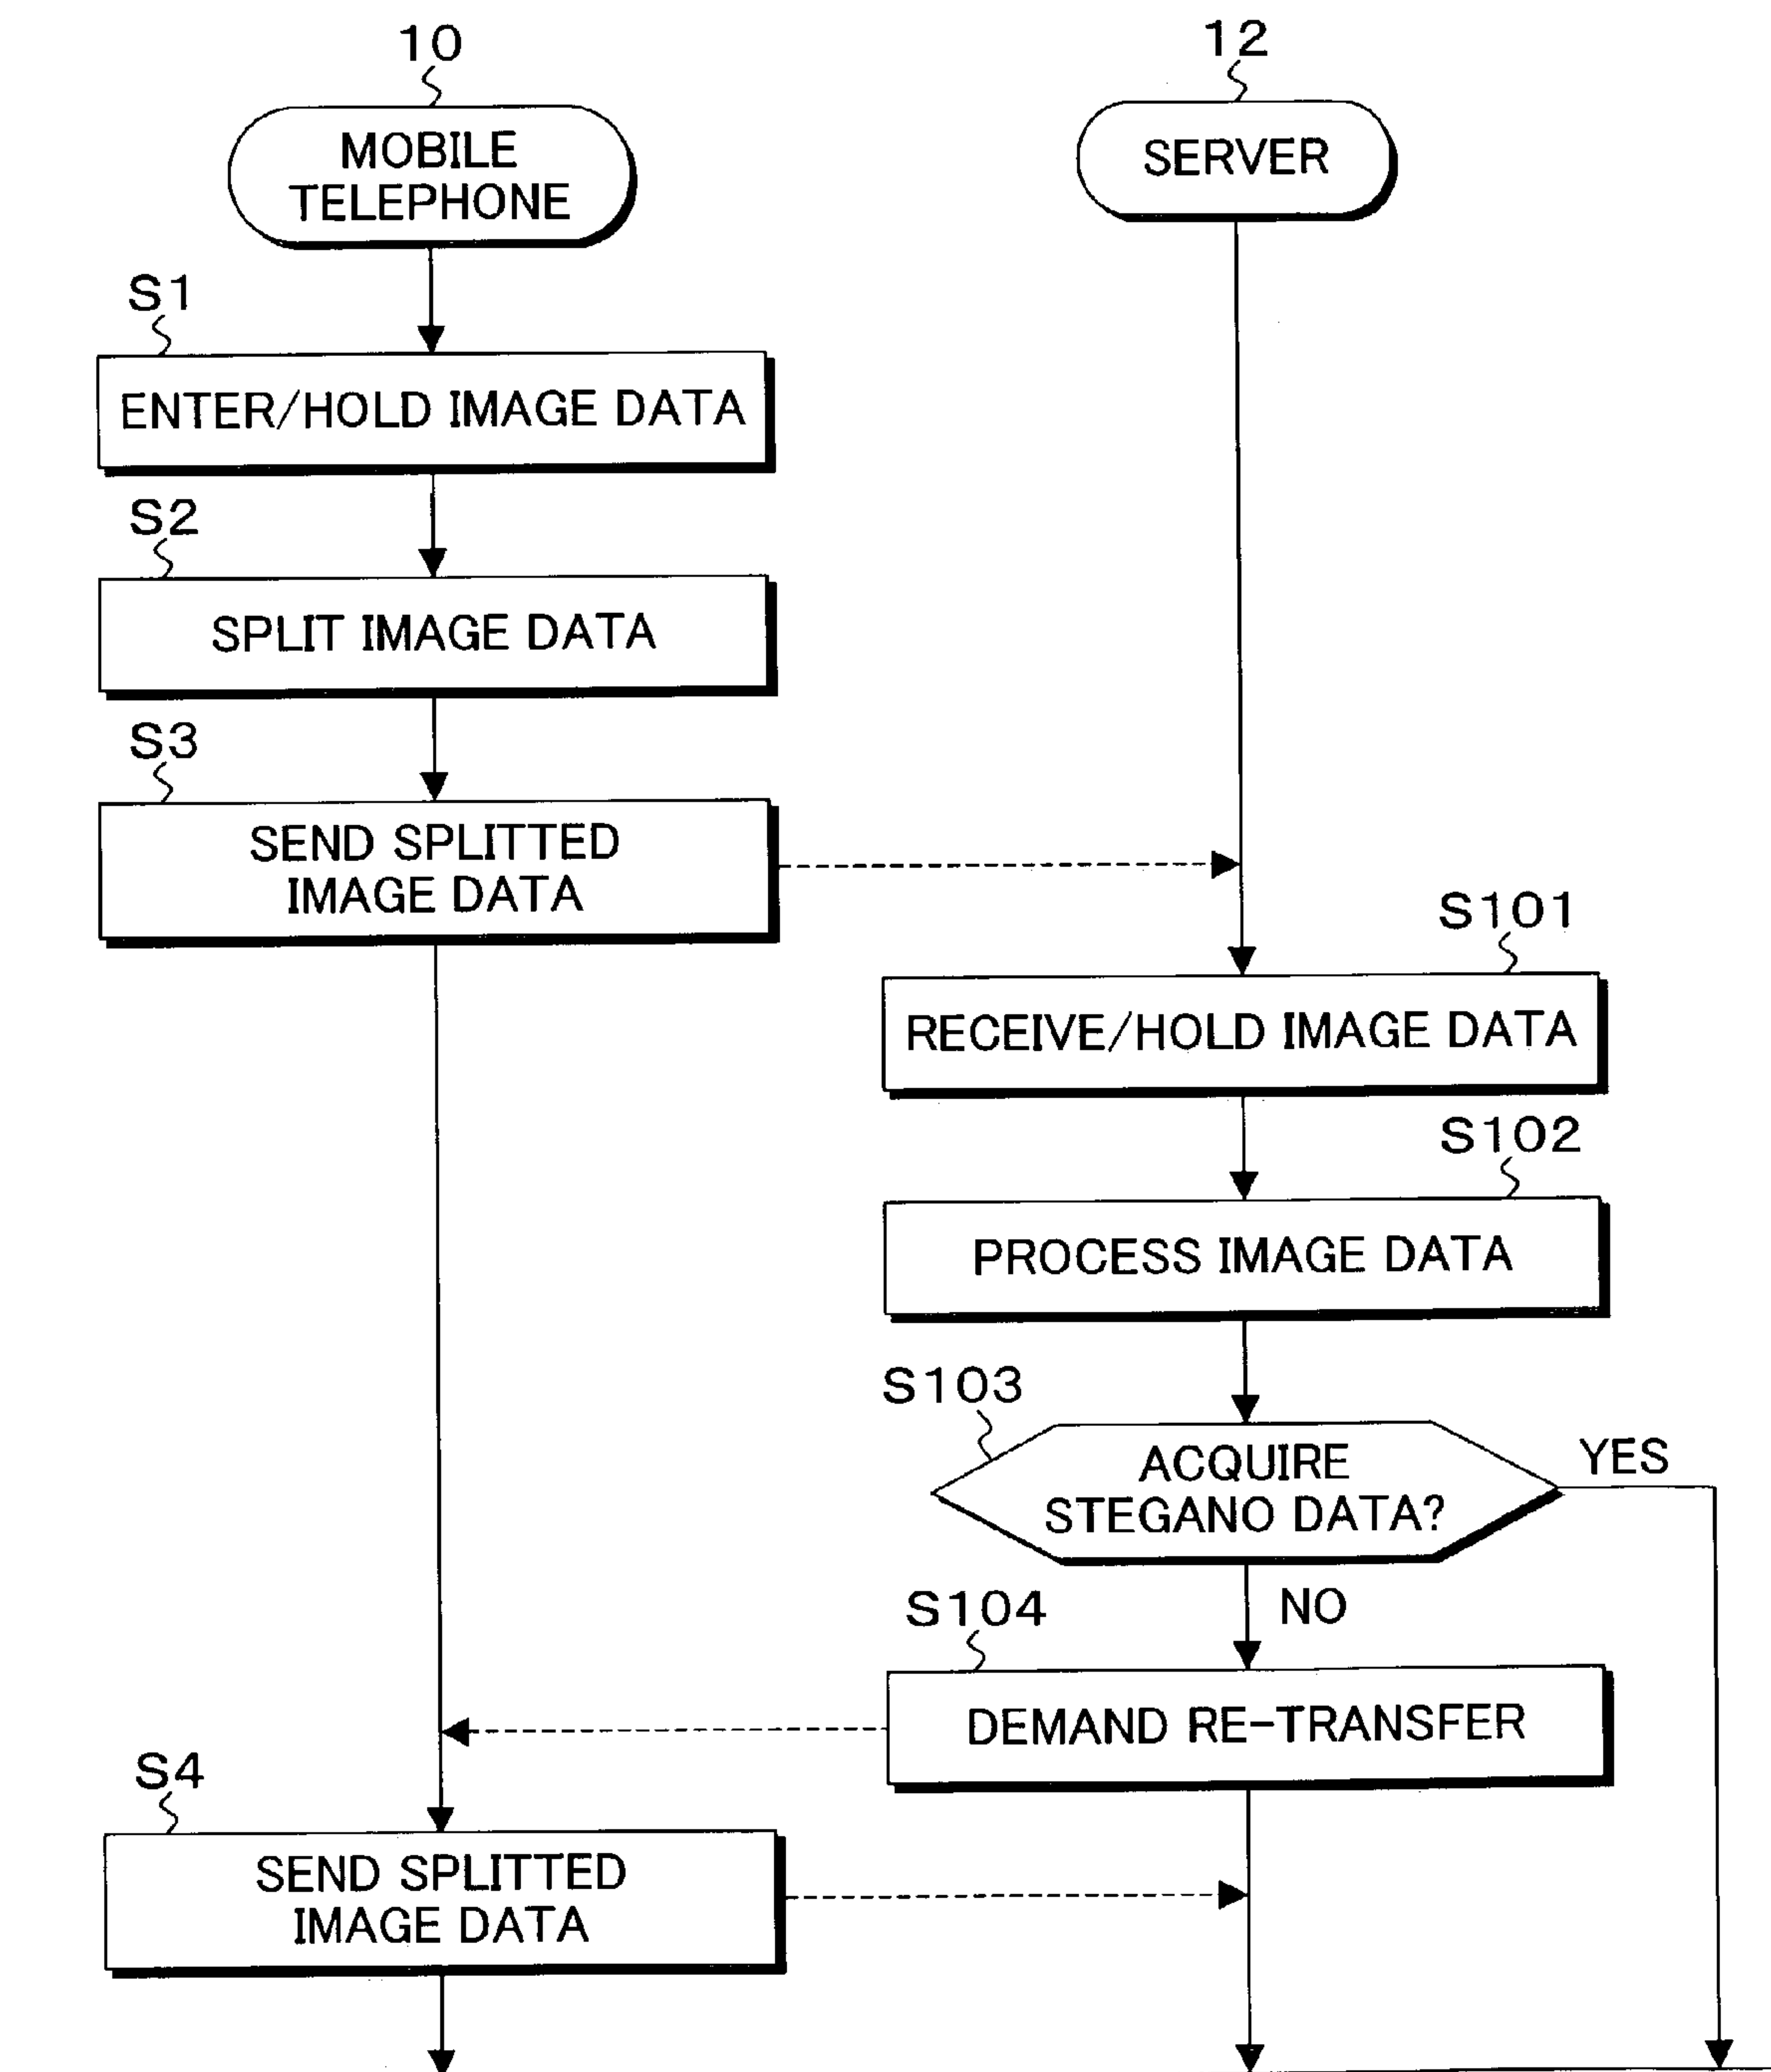 10
MOBILE
TELEPHONE
12
SERVER
S1
ENTER/HOLD IMAGE DATA
S2
SPLIT IMAGE DATA
S3
SEND SPLITTED
IMAGE DATA
S101
RECEIVE/HOLD IMAGE DATA
S102
PROCESS IMAGE DATA
S103
ACQUIRE
STEGANO DATA?
YES
NO
S104
DEMAND RE-TRANSFER
S4
SEND SPLITTED
IMAGE DATA